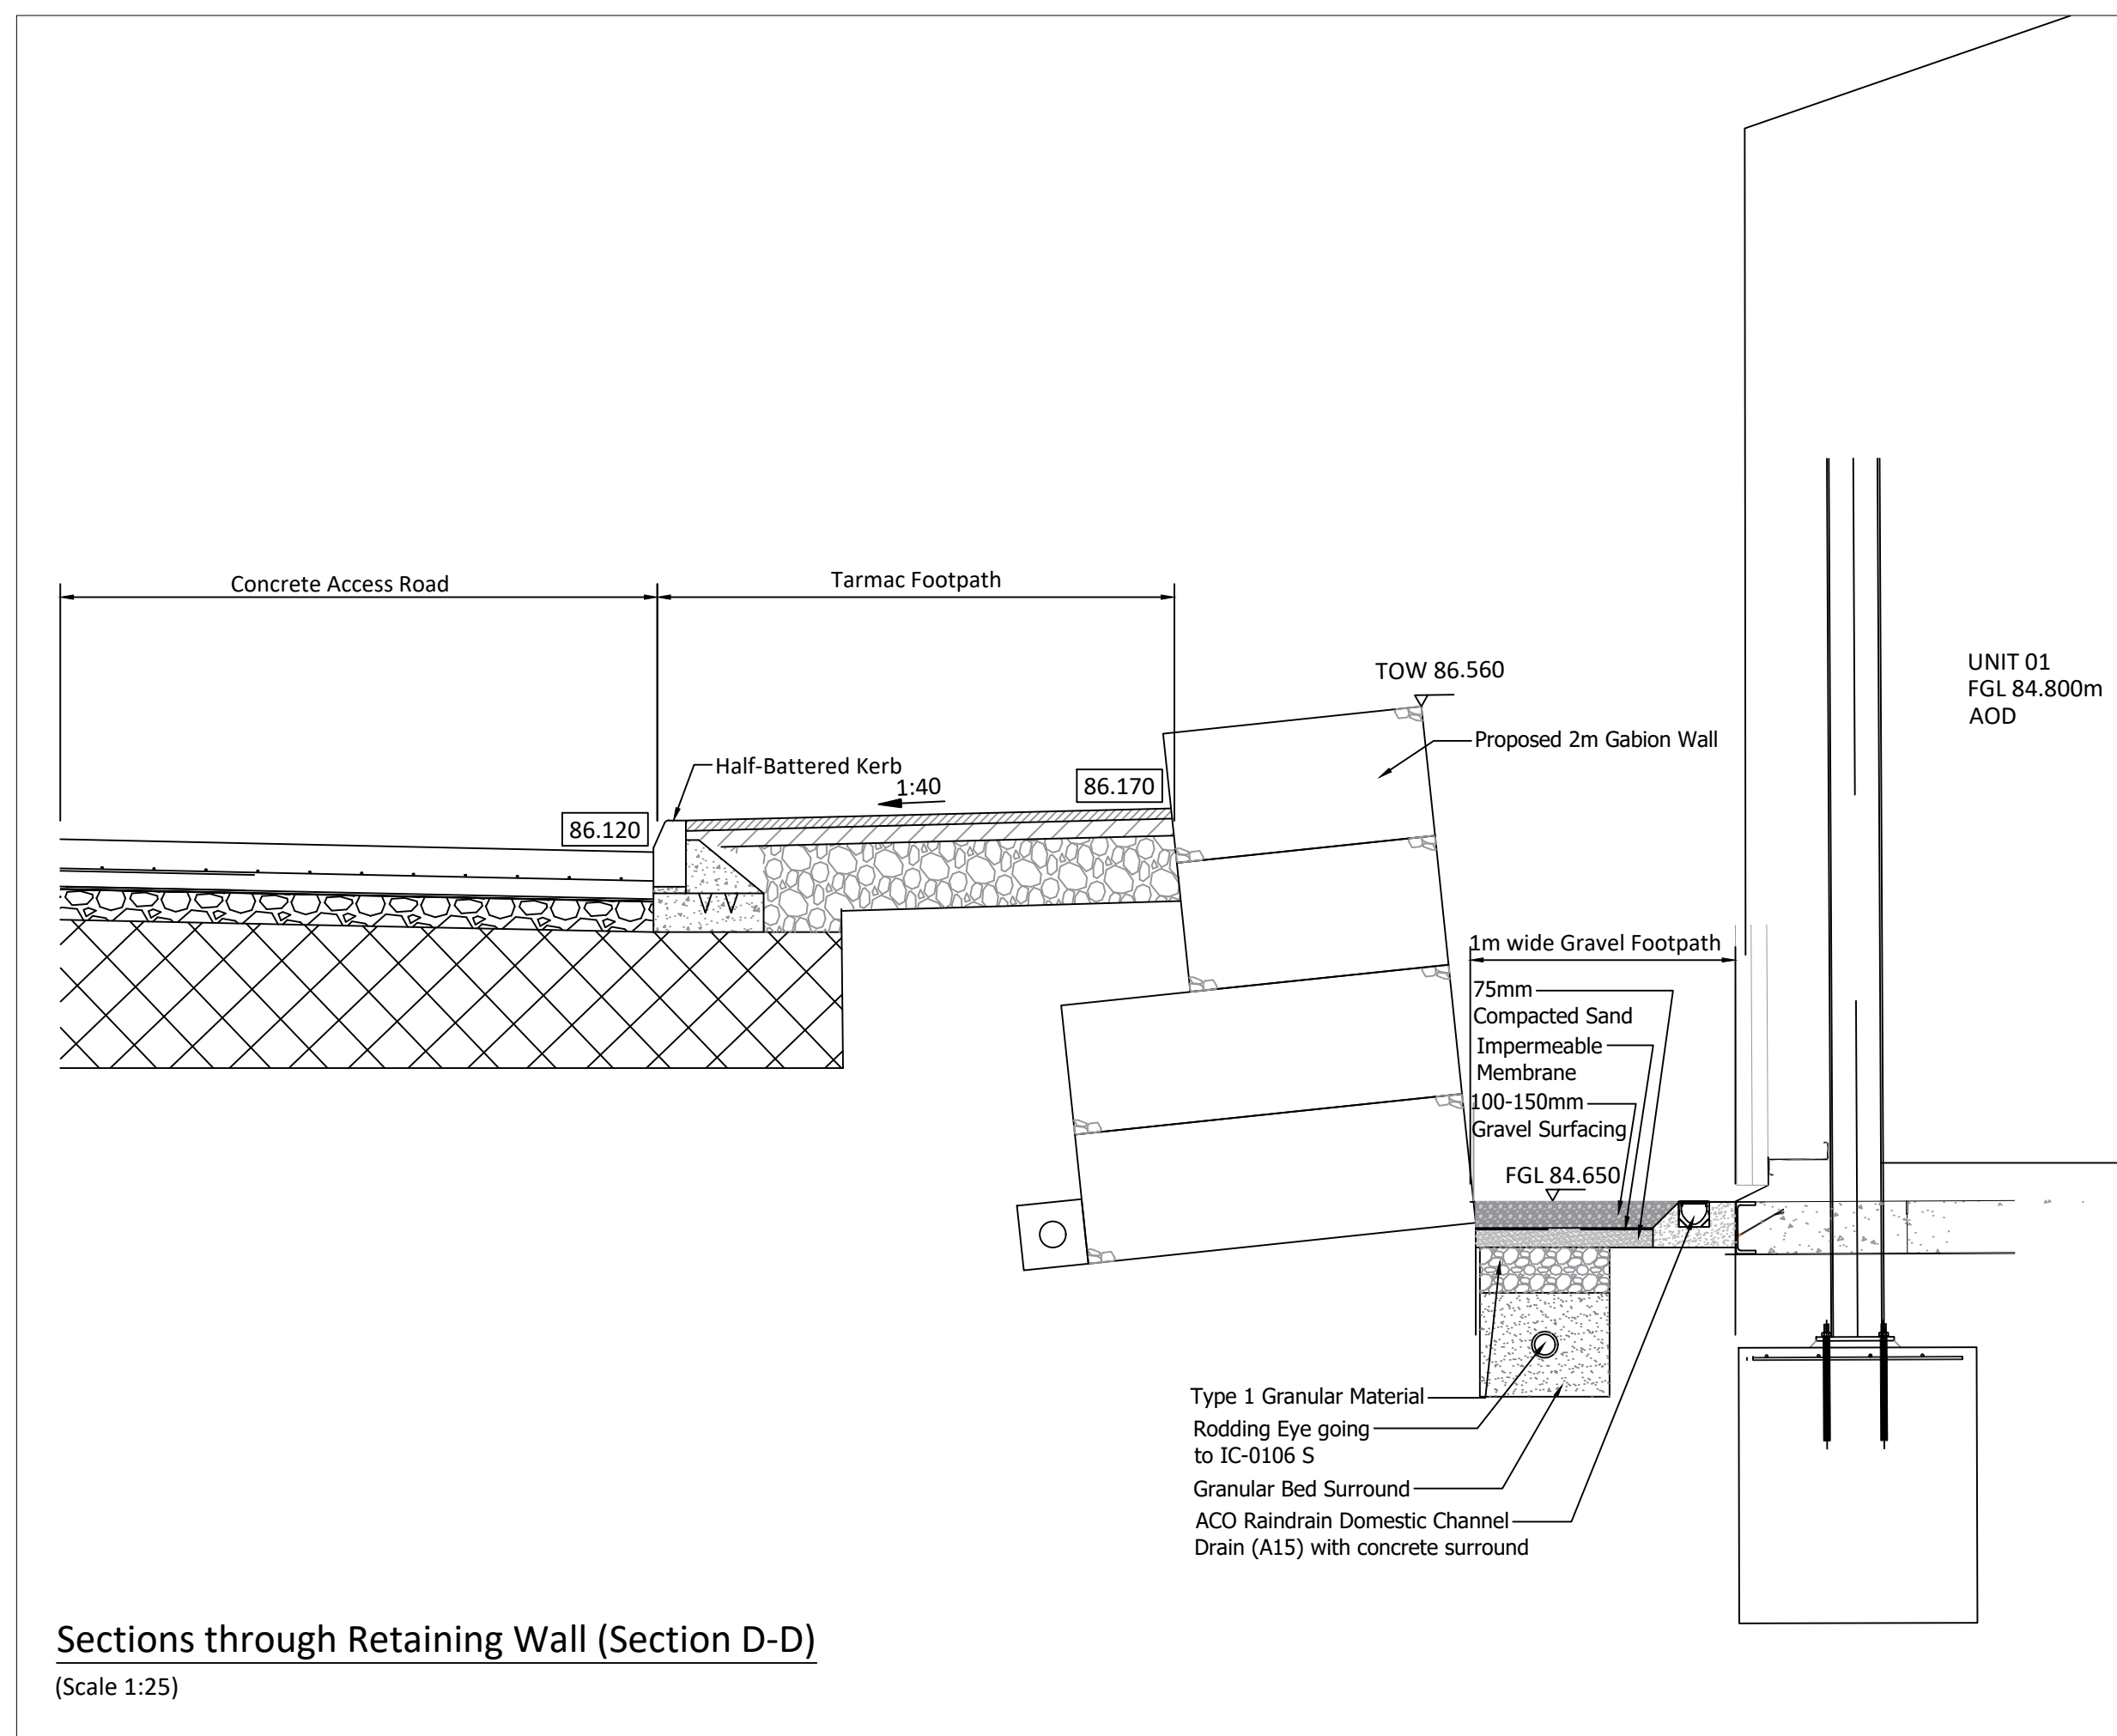 Concrete Access Road
Tarmac Footpath
TOW 86.560
UNIT 01
FGL 84.800m
AOD
Proposed 2m Gabion Wall
Half-Battered Kerb
1:40
86.170
86.120
1m wide Gravel Footpath
75mm
Compacted Sand
Impermeable
Membrane
100-150mm
Gravel Surfacing
FGL 84.650
Type 1 Granular Material
Rodding Eye going
to IC-0106 S
Granular Bed Surround
ACO Raindrain Domestic Channel
Drain (A15) with concrete surround
Sections through Retaining Wall (Section D-D)
(Scale 1:25)